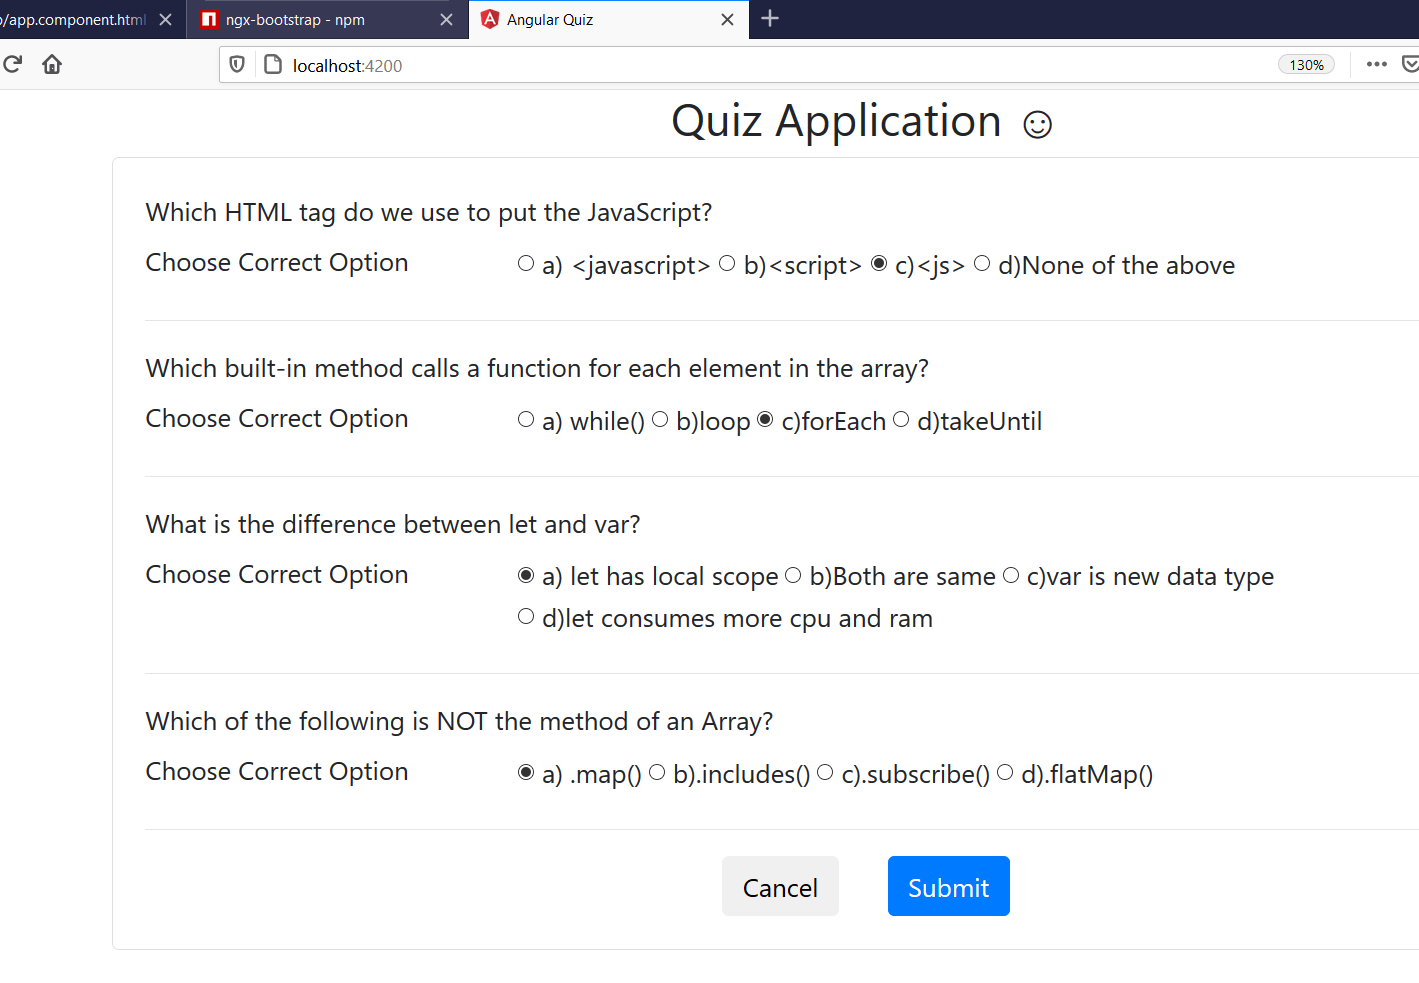 /app.component.html
ngx-bootstrap - npm
Angular Quiz
localhost:4200
130%
Quiz Application ☺
Which HTML tag do we use to put the JavaScript?
Choose Correct Option a) <javascript> b)<script> c)<js> d)None of the above
Which built-in method calls a function for each element in the array?
Choose Correct Option a) while() b)loop c)forEach d)takeUntil
What is the difference between let and var?
Choose Correct Option a) let has local scope b)Both are same c)var is new data type
d)let consumes more cpu and ram
Which of the following is NOT the method of an Array?
Choose Correct Option a) .map() b).includes() c).subscribe() d).flatMap()
Cancel Submit